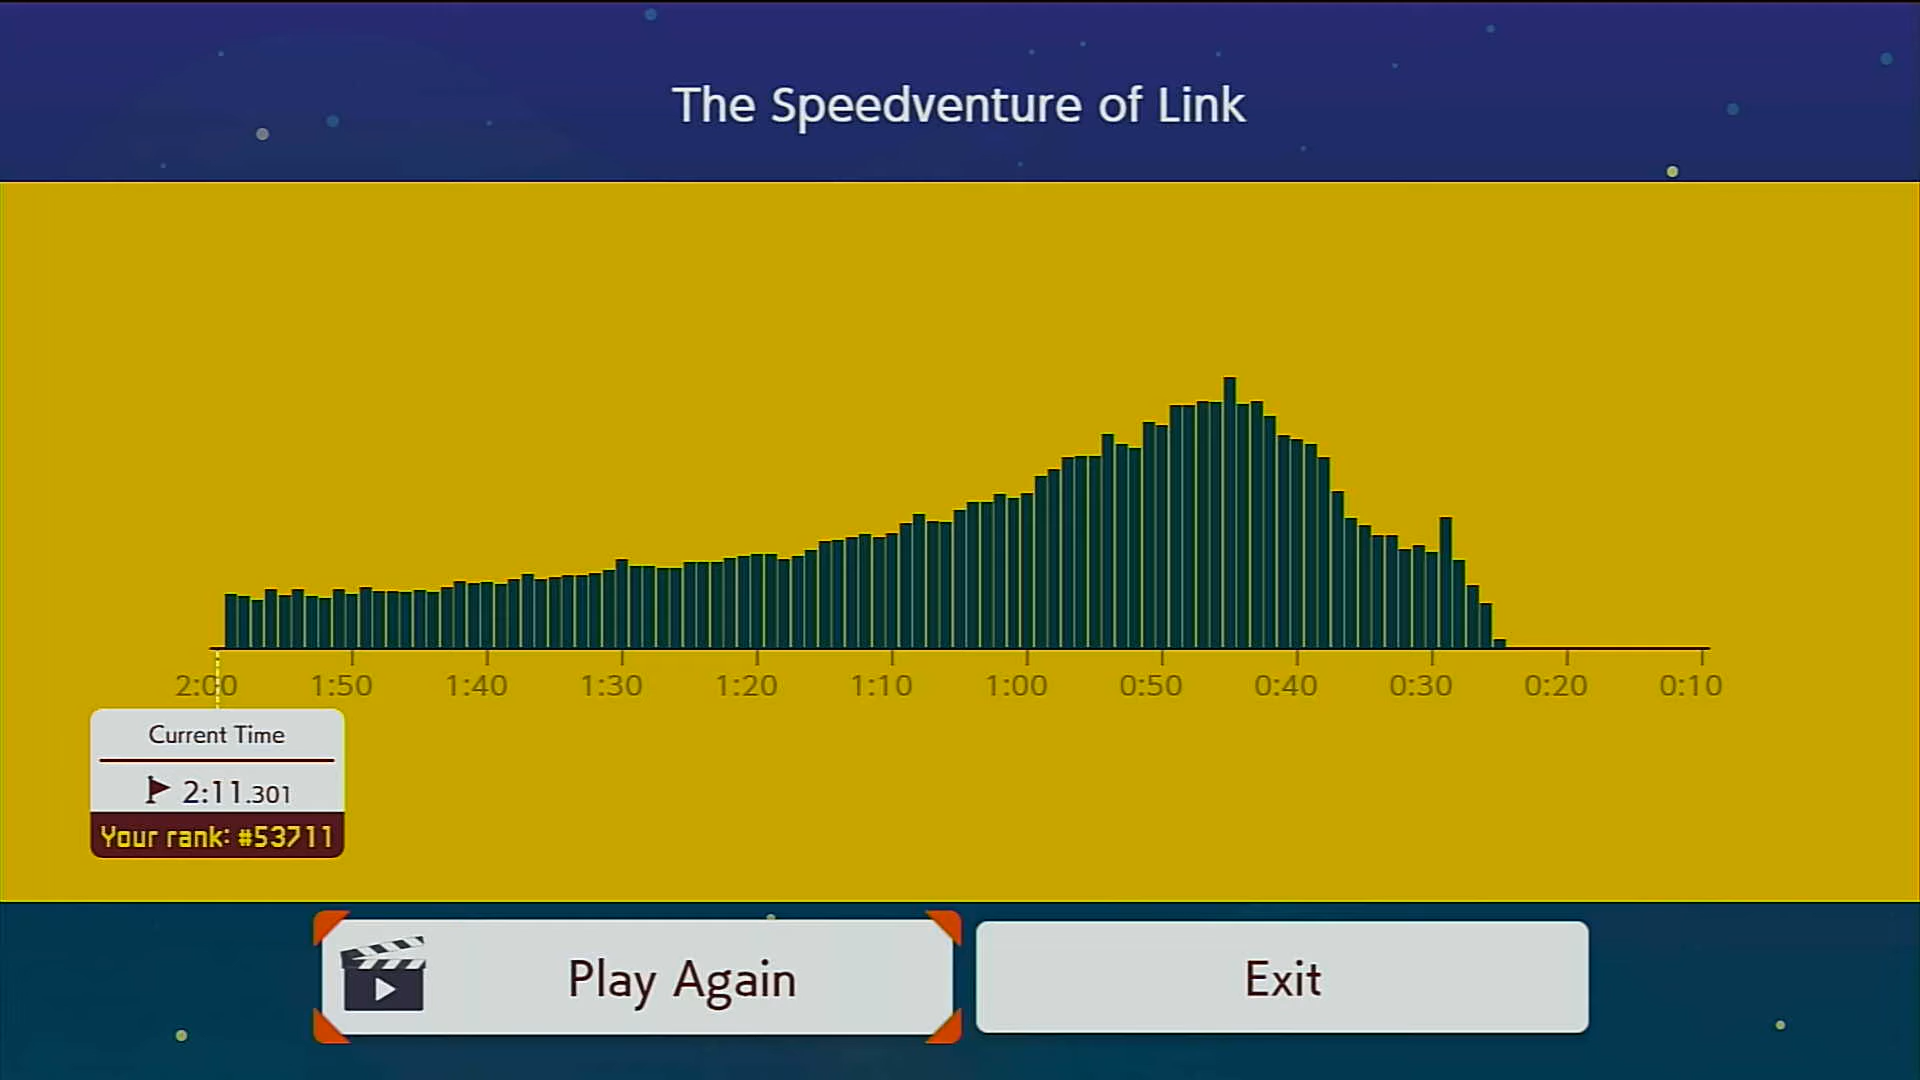 The Speedventure of Link
2:00 1:50 1:40 1:30 1:20 1:10 1:00 0:50 0:40 0:30 0:20 0:10
Current Time
2:11.301
Your rank: #53711
Play Again
Exit